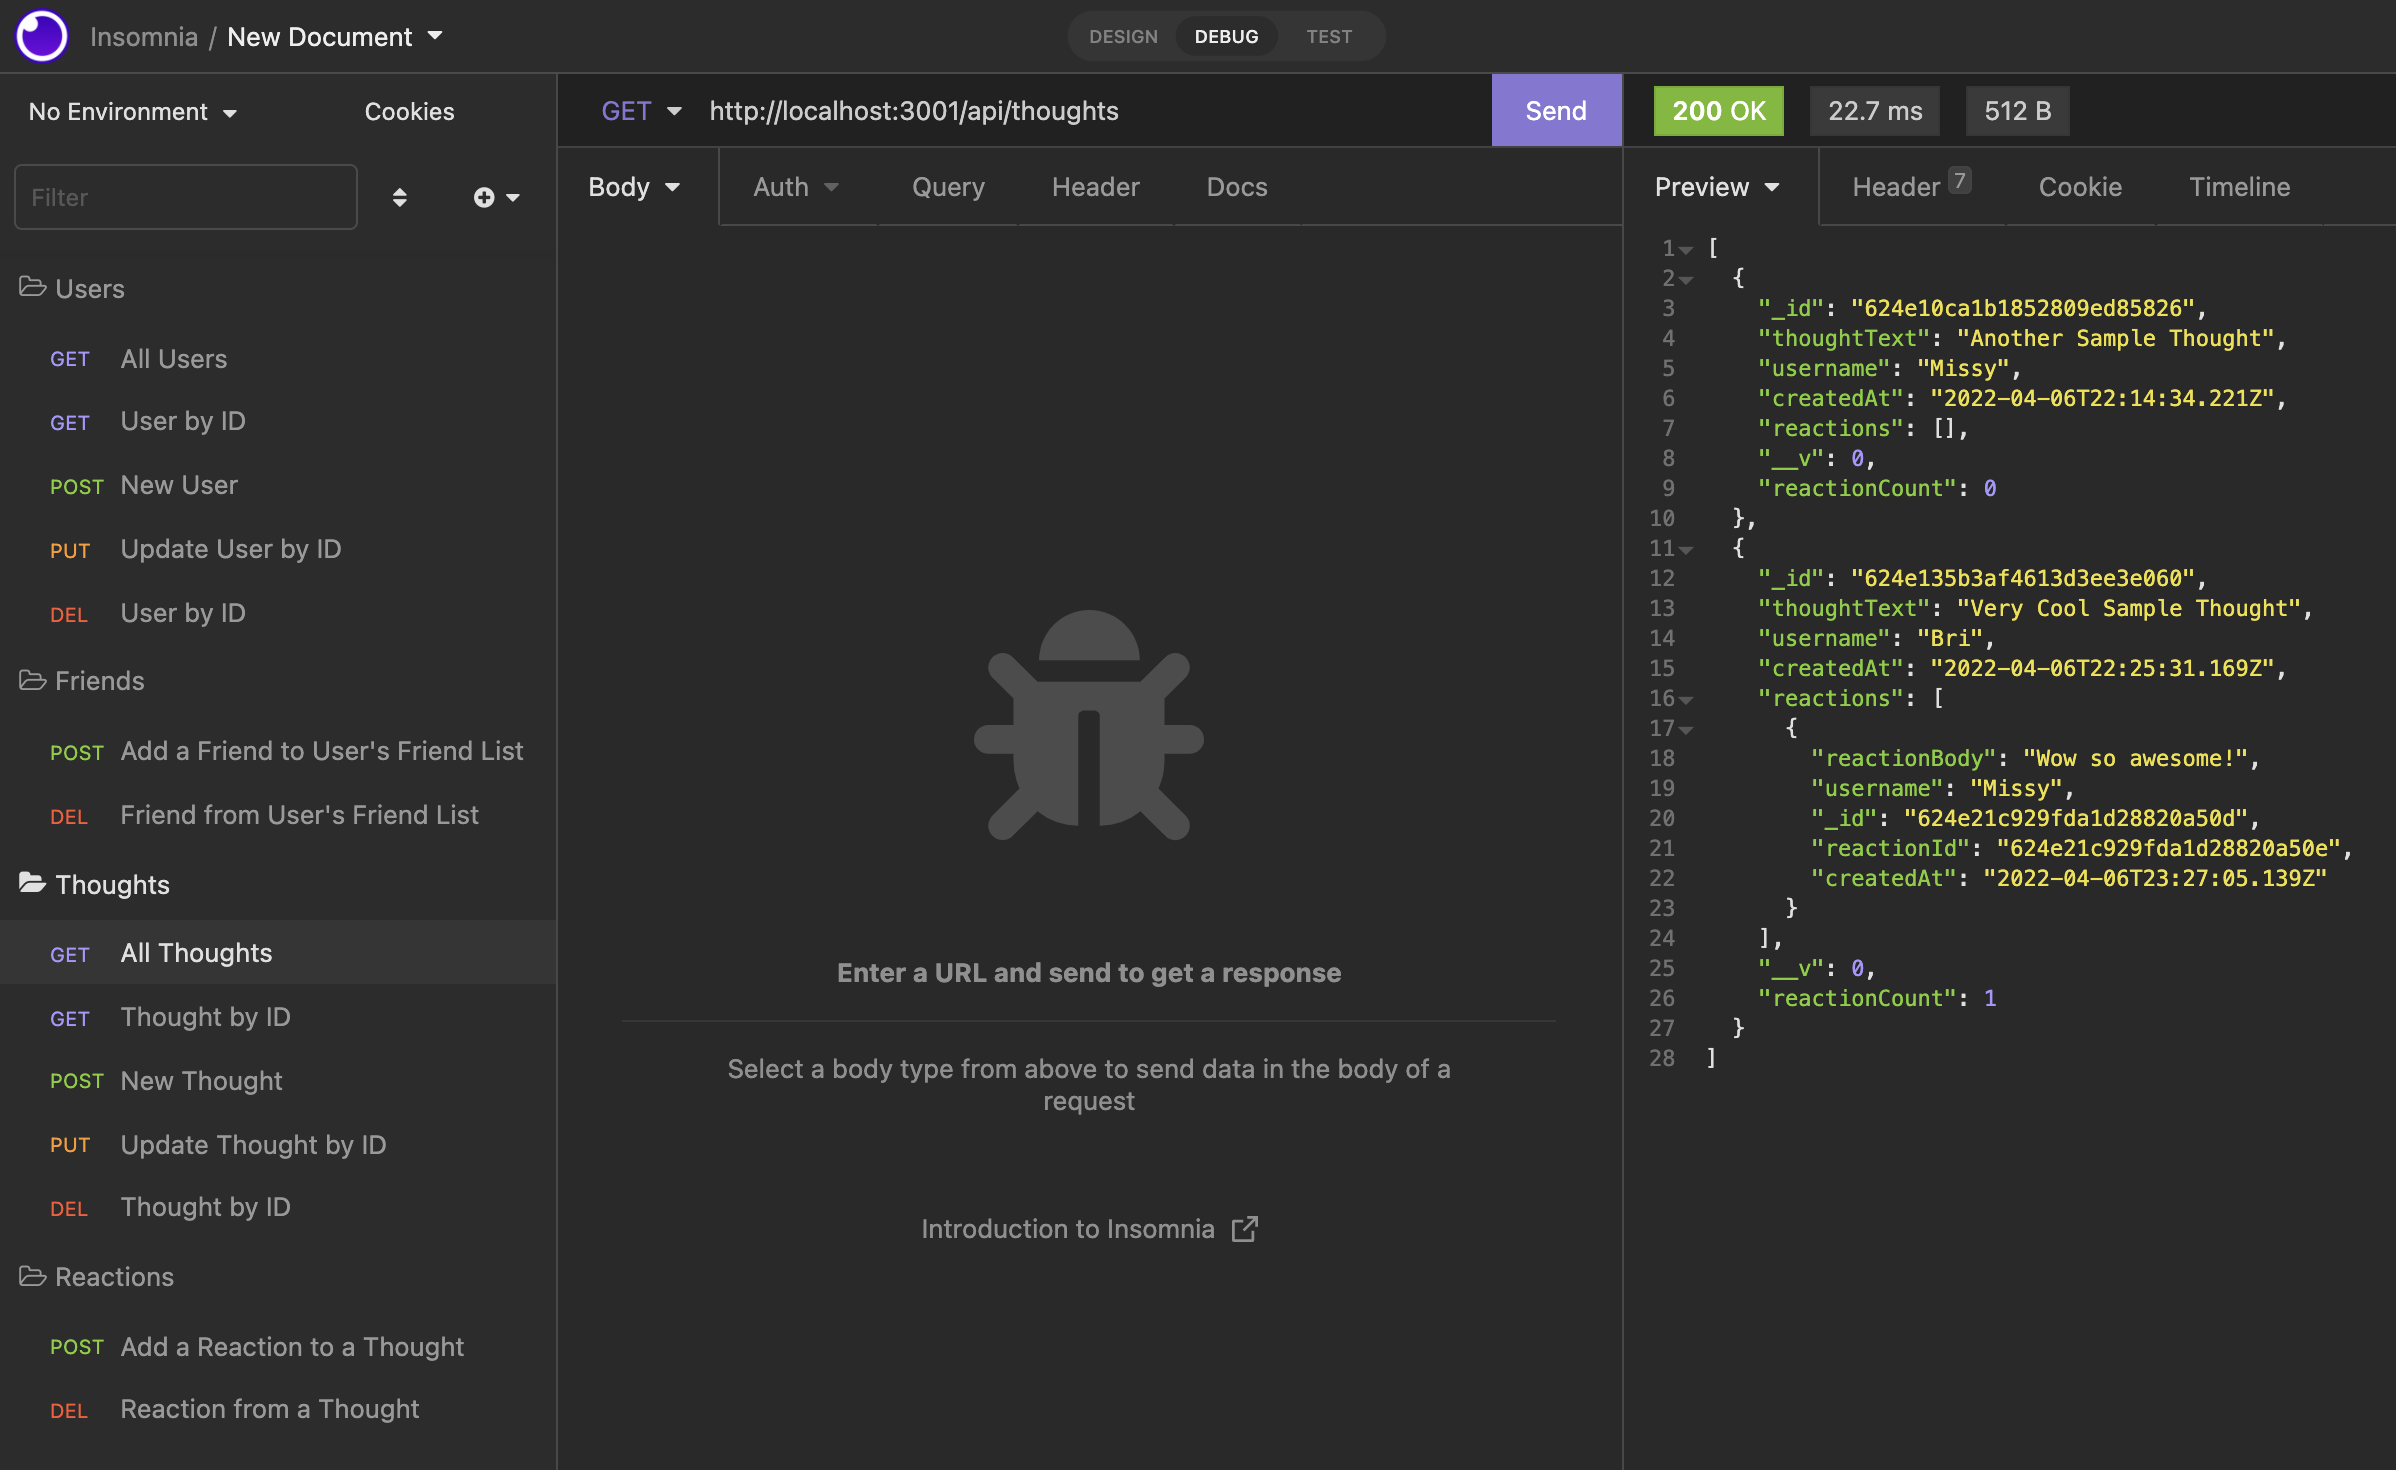 Insomnia / New Document
DESIGN DEBUG TEST
No Environment Cookies
Filter
Users
GET All Users
GET User by ID
POST New User
PUT Update User by ID
DEL User by ID
Friends
POST Add a Friend to User's Friend List
DEL Friend from User's Friend List
Thoughts
GET All Thoughts
GET Thought by ID
POST New Thought
PUT Update Thought by ID
DEL Thought by ID
Reactions
POST Add a Reaction to a Thought
DEL Reaction from a Thought
GET http://localhost:3001/api/thoughts Send
Body Auth Query Header Docs
Enter a URL and send to get a response
Select a body type from above to send data in the body of a
request
Introduction to Insomnia
200 OK 22.7 ms 512 B
Preview Header 7 Cookie Timeline
1 [
2 {
3 "_id": "624e10ca1b1852809ed85826",
4 "thoughtText": "Another Sample Thought",
5 "username": "Missy",
6 "createdAt": "2022-04-06T22:14:34.221Z",
7 "reactions": [],
8 "__v": 0,
9 "reactionCount": 0
10 },
11 {
12 "_id": "624e135b3af4613d3ee3e060",
13 "thoughtText": "Very Cool Sample Thought",
14 "username": "Bri",
15 "createdAt": "2022-04-06T22:25:31.169Z",
16 "reactions": [
17 {
18 "reactionBody": "Wow so awesome!",
19 "username": "Missy",
20 "_id": "624e21c929fda1d28820a50d",
21 "reactionId": "624e21c929fda1d28820a50e",
22 "createdAt": "2022-04-06T23:27:05.139Z"
23 }
24 ],
25 "__v": 0,
26 "reactionCount": 1
27 }
28 ]